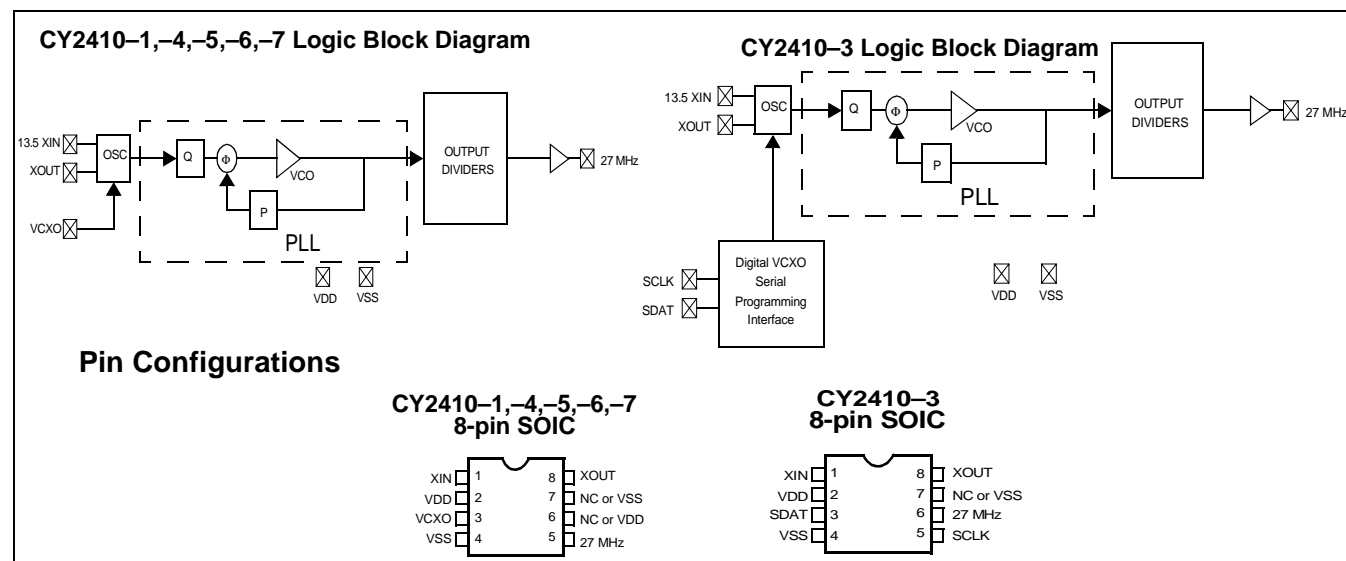 CY2410–1,–4,–5,–6,–7 Logic Block Diagram
13.5 XIN
XOUT
VCXO
OSC
Q
Φ
VCO
P
PLL
OUTPUT
DIVIDERS
27 MHz
VDD
VSS
CY2410–3 Logic Block Diagram
13.5 XIN
XOUT
OSC
Q
Φ
VCO
P
PLL
OUTPUT
DIVIDERS
27 MHz
SCLK
SDAT
Digital VCXO
Serial
Programming
Interface
VDD
VSS
Pin Configurations
CY2410–1,–4,–5,–6,–7
8-pin SOIC
XIN 1 8 XOUT
VDD 2 7 NC or VSS
VCXO 3 6 NC or VDD
VSS 4 5 27 MHz
CY2410–3
8-pin SOIC
XIN 1 8 XOUT
VDD 2 7 NC or VSS
SDAT 3 6 27 MHz
VSS 4 5 SCLK